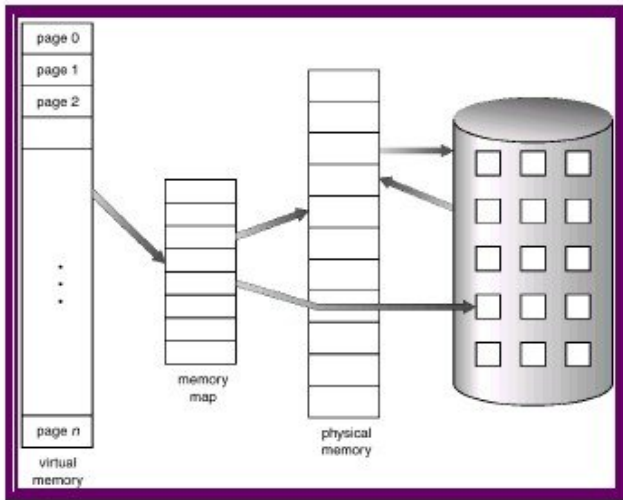 page 0
page 1
page 2
page n
virtual
memory
memory
map
physical
memory